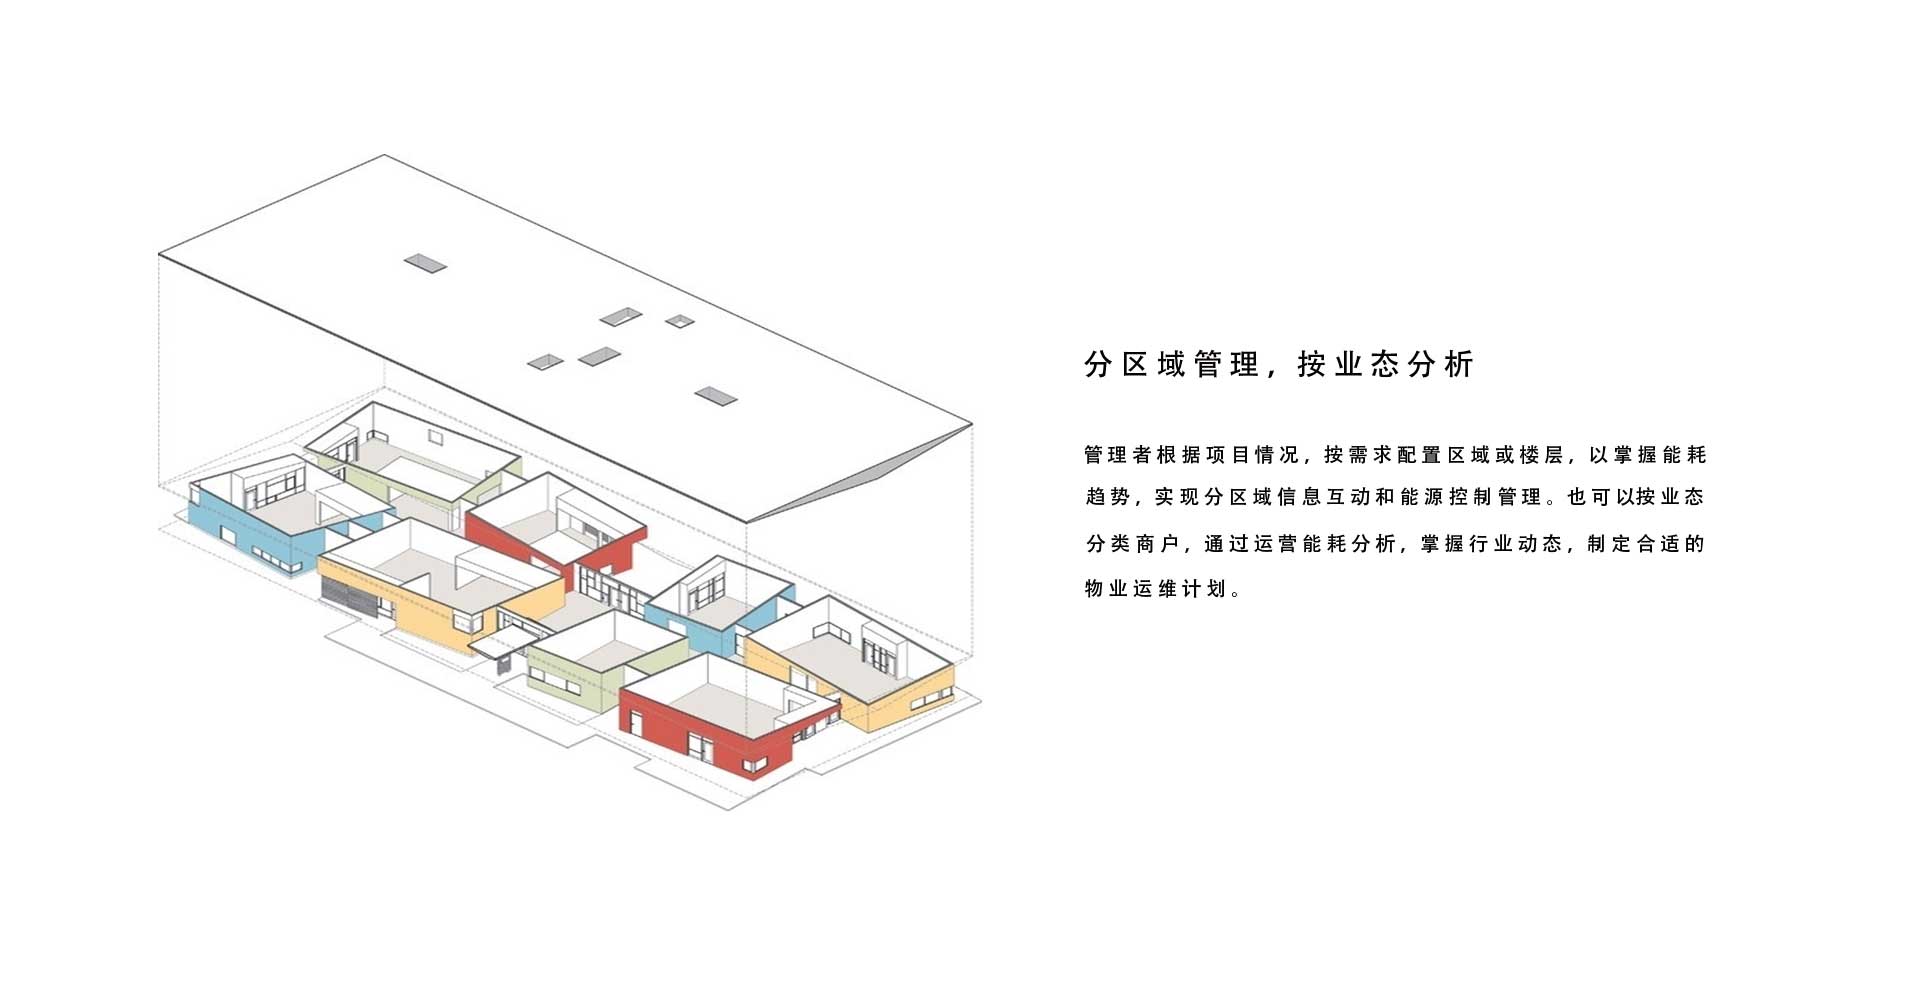 分区域管理，按业态分析
管理者根据项目情况，按需求配置区域或楼层，以掌握能耗
趋势，实现分区域信息互动和能源控制管理。也可以按业态
分类商户，通过运营能耗分析，掌握行业动态，制定合适的
物业运维计划。